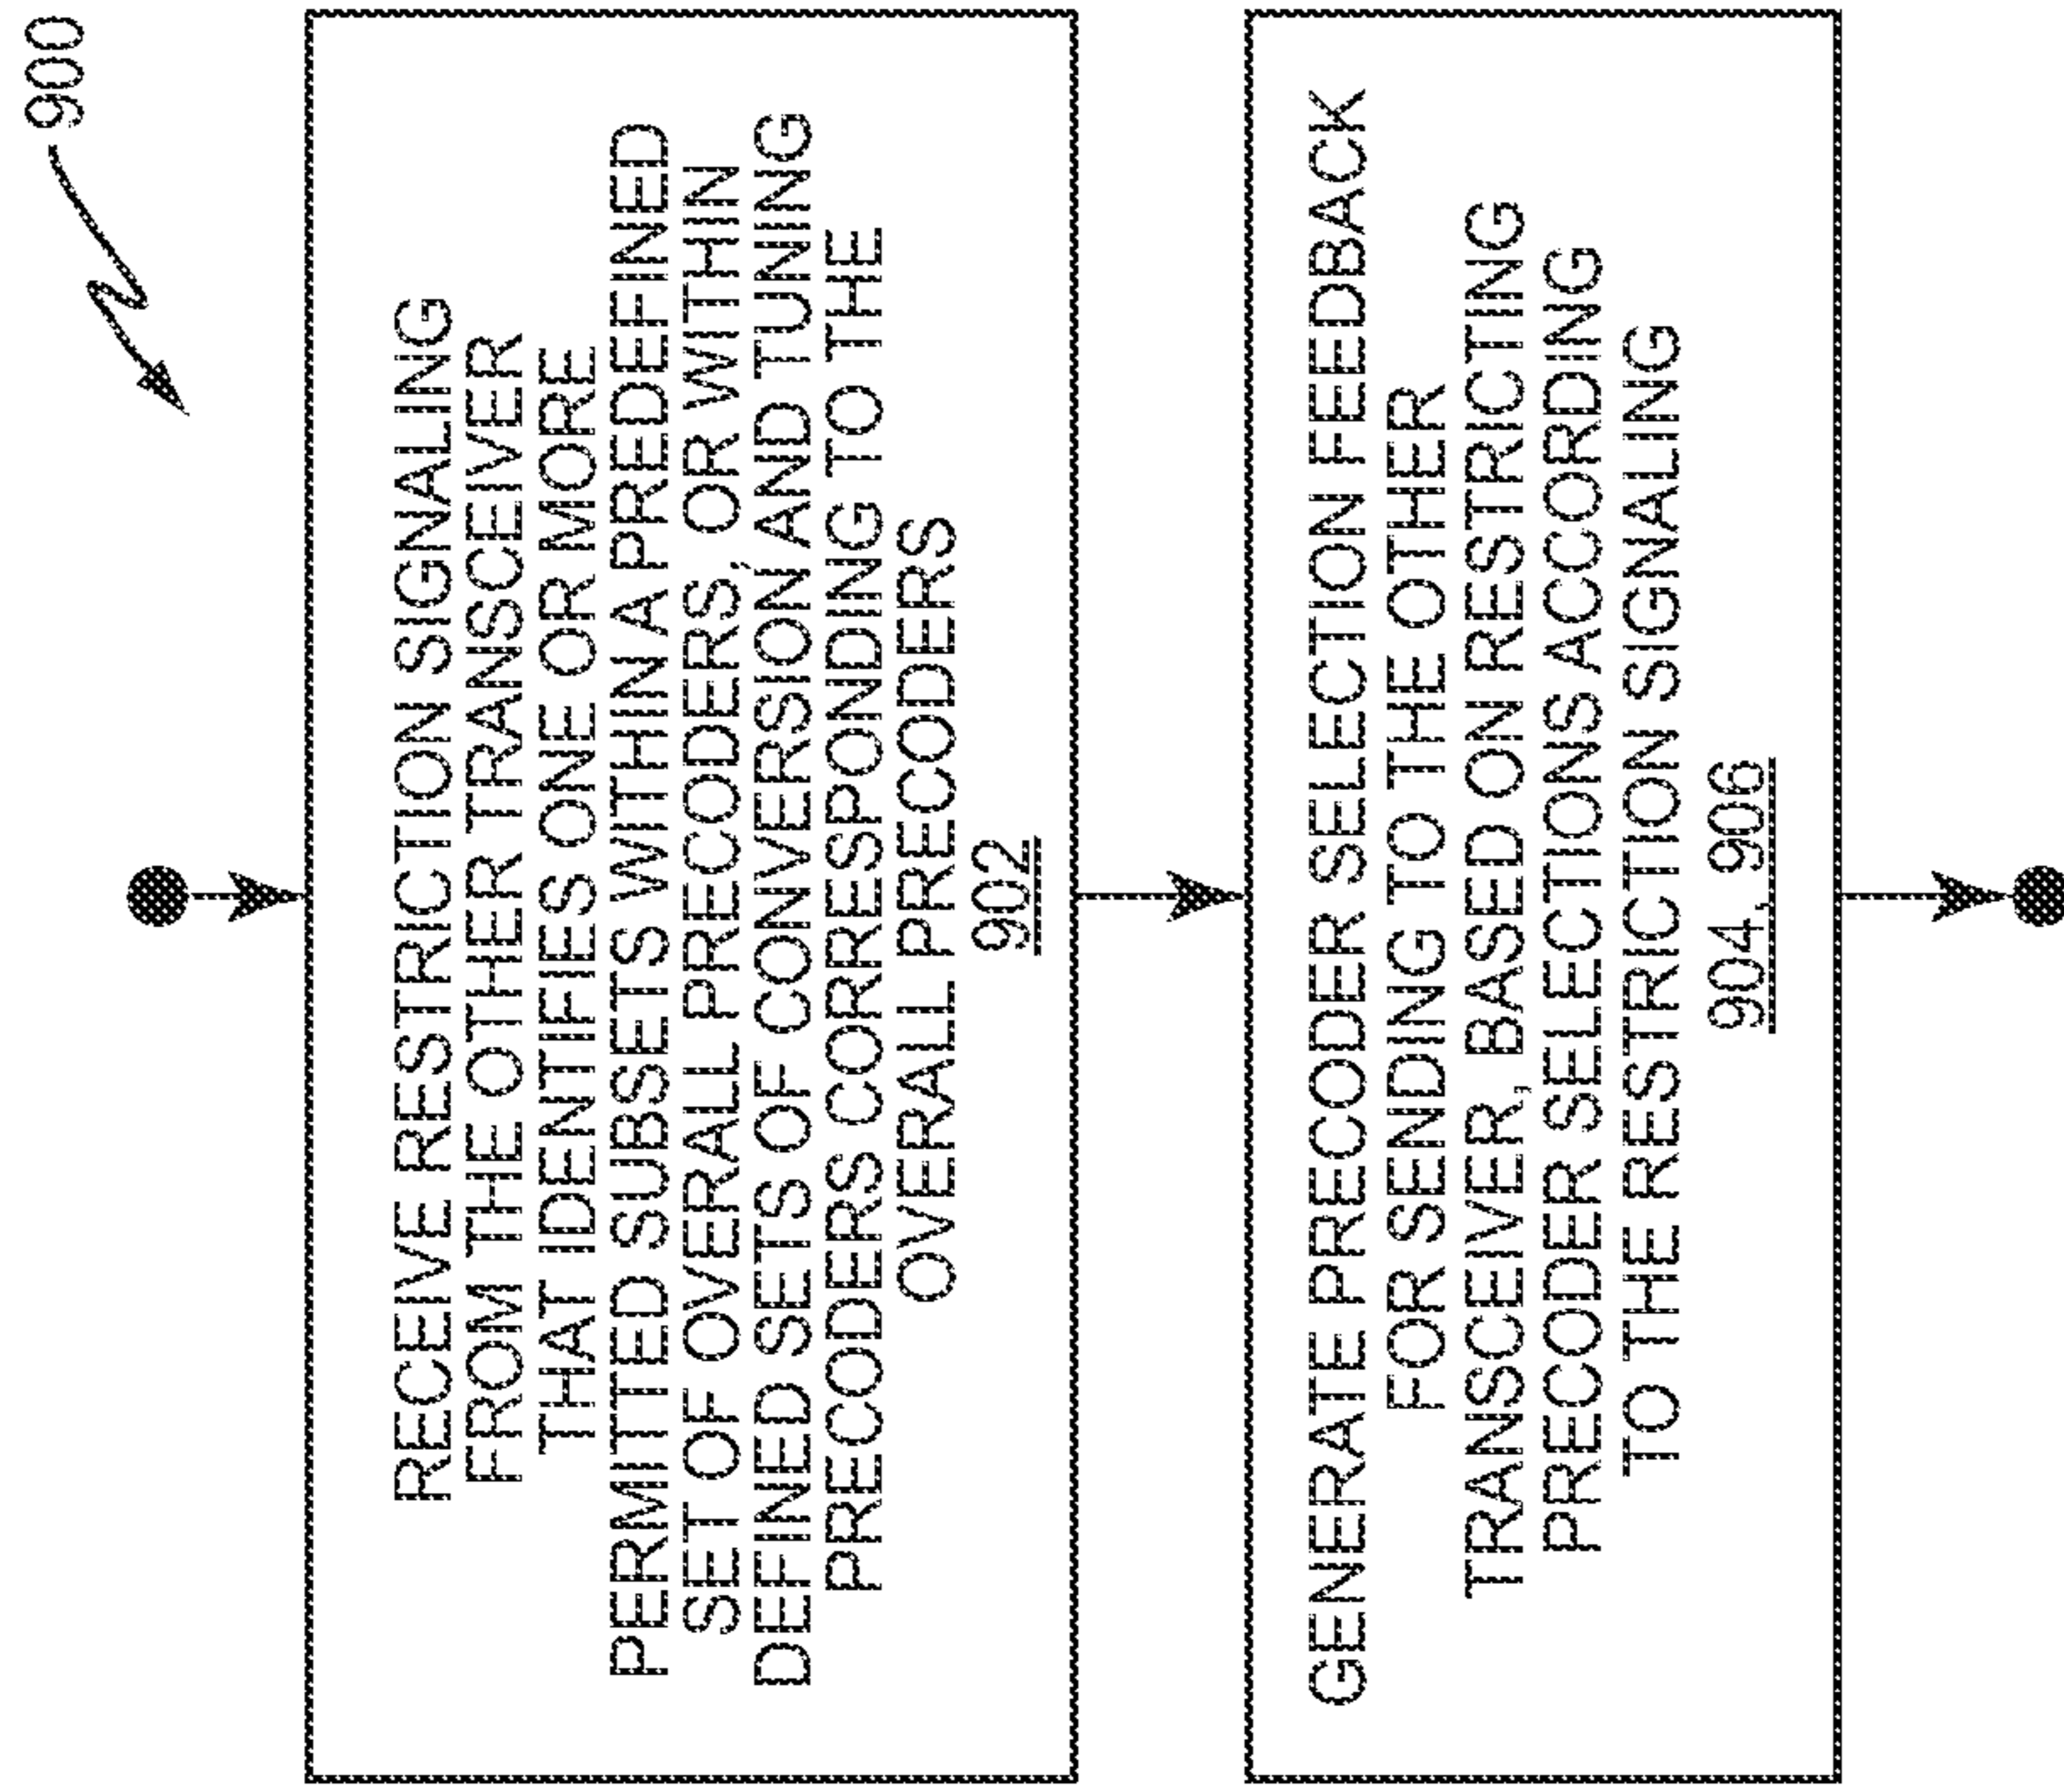 900
RECEIVE RESTRICTION SIGNALING
FROM THE OTHER TRANSCEIVER
THAT IDENTIFIES ONE OR MORE
PERMITTED SUBSETS WITHIN A PREDEFINED
SET OF OVERALL PRECODERS, OR WITHIN
DEFINED SETS OF CONVERSION, AND TUNING
PRECODERS CORRESPONDING TO THE
OVERALL PRECODERS
902
GENERATE PRECODER SELECTION FEEDBACK
FOR SENDING TO THE OTHER
TRANSCEIVER, BASED ON RESTRICTING
PRECODER SELECTIONS ACCORDING
TO THE RESTRICTION SIGNALING
904, 906